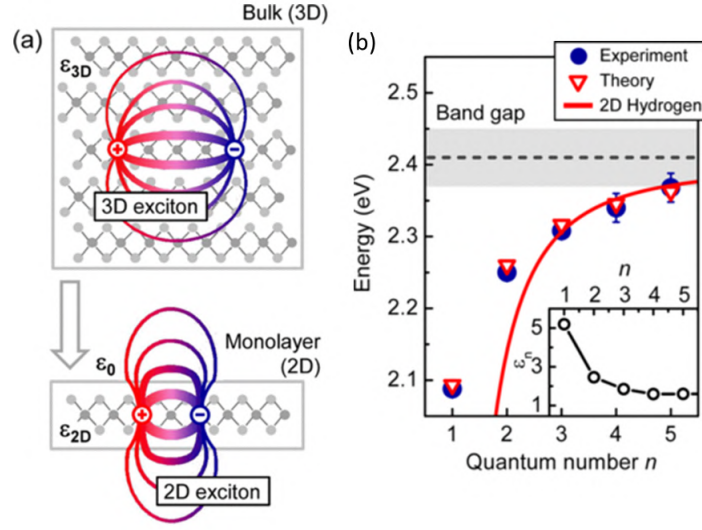 (a)
Bulk (3D)
ε3D
+
−
3D exciton
Monolayer
(2D)
ε0
ε2D
+
−
2D exciton
(b)
Experiment
Theory
2D Hydrogen
Band gap
Energy (eV)
2.5
2.4
2.3
2.2
2.1
n
1 2 3 4 5
εn
5
3
1
1 2 3 4 5
Quantum number n